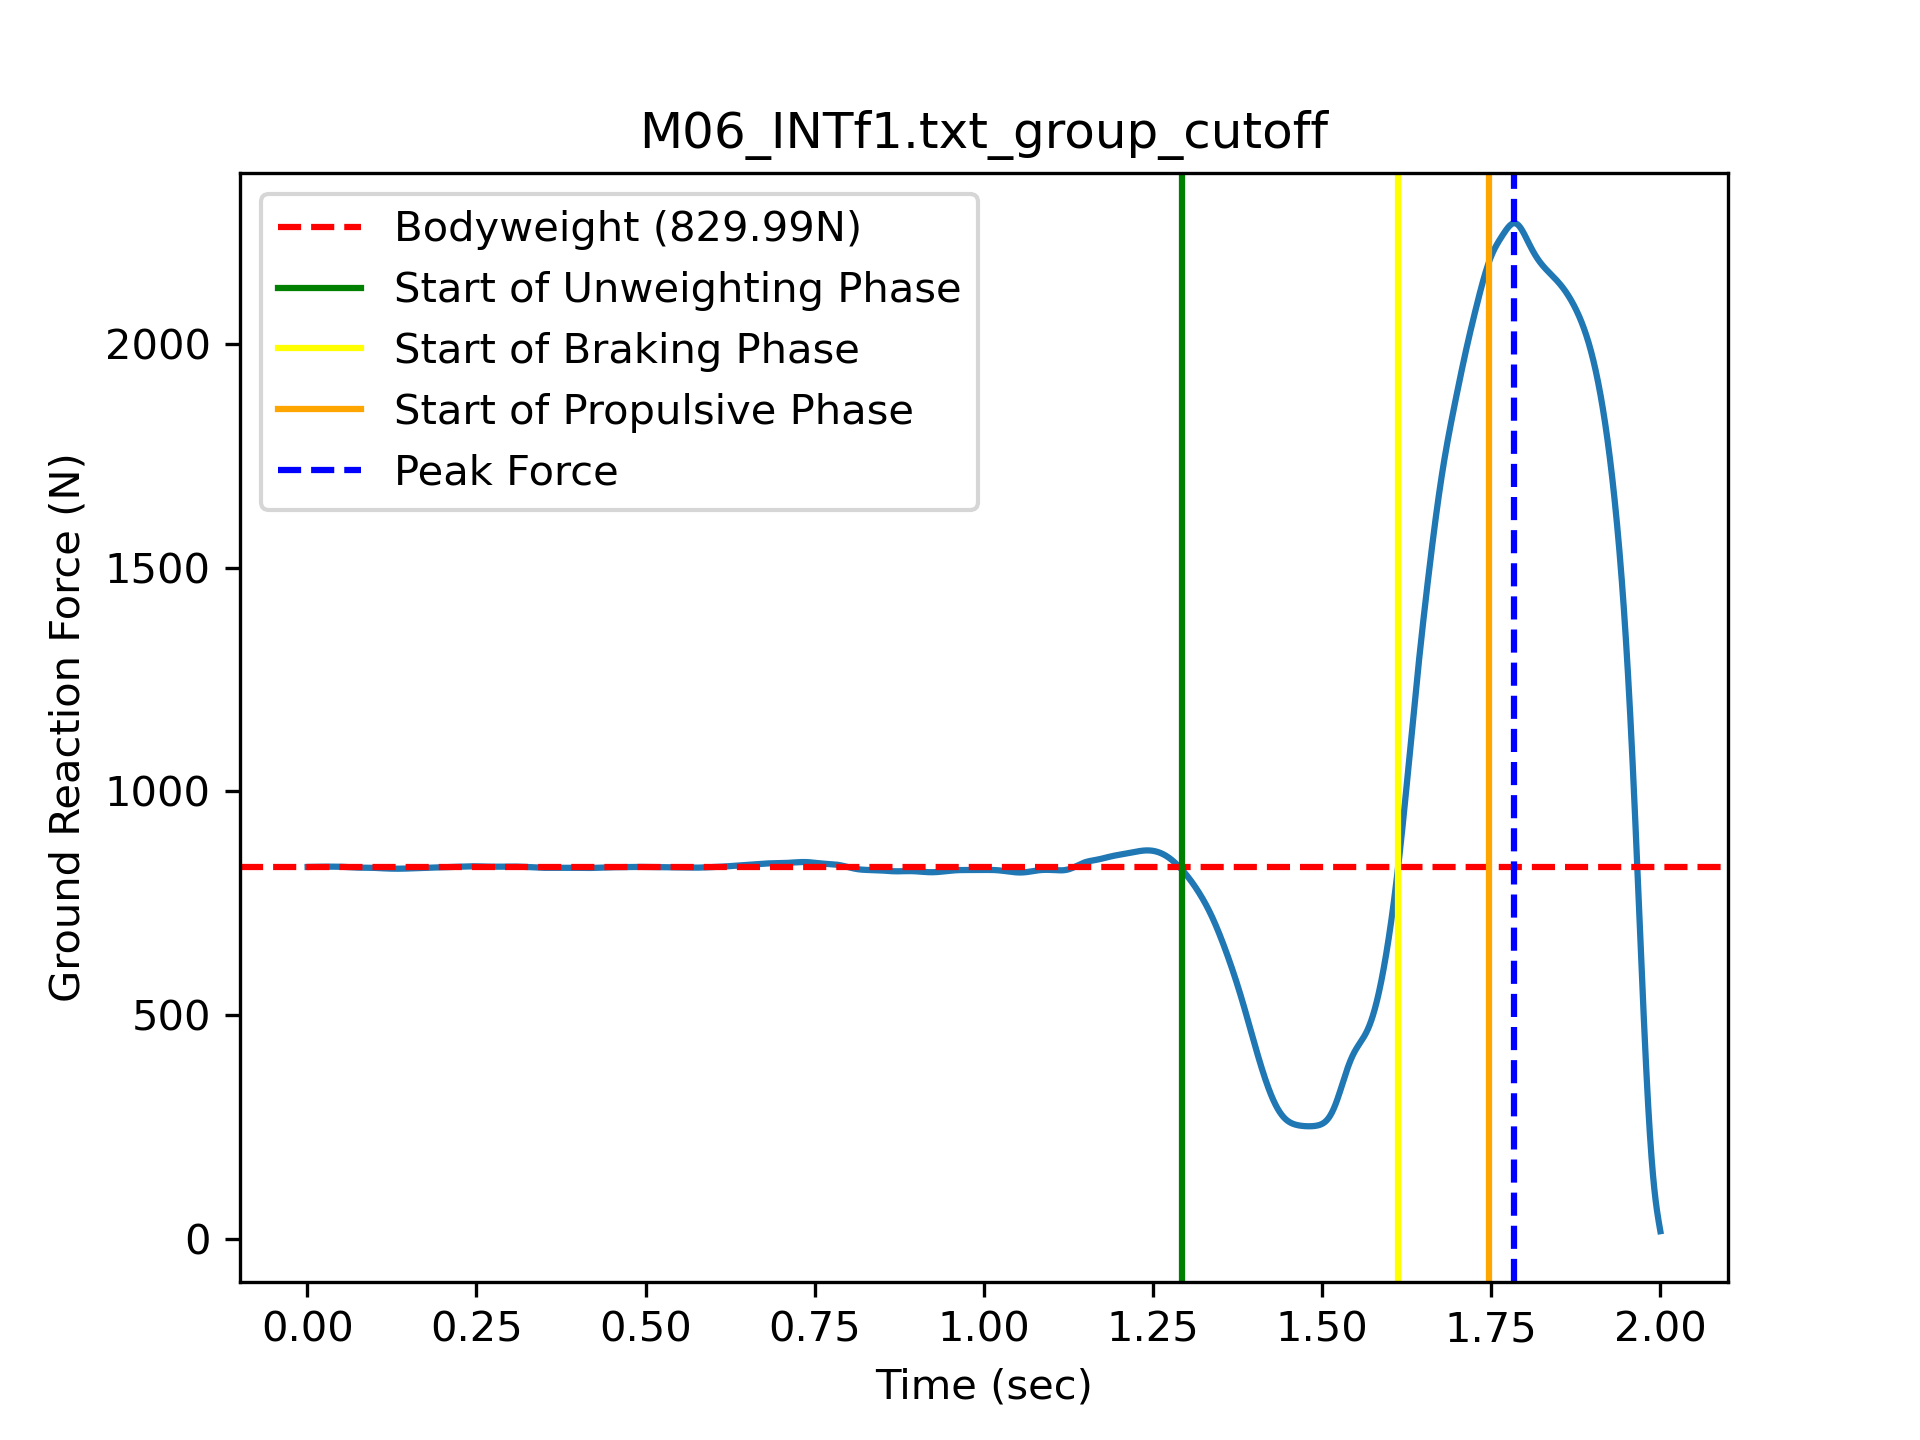 M06_INTf1.txt_group_cutoff
Bodyweight (829.99N)
Start of Unweighting Phase
Start of Braking Phase
Start of Propulsive Phase
Peak Force
Ground Reaction Force (N)
2000
1500
1000
500
0
0.00 0.25 0.50 0.75 1.00 1.25 1.50 1.75 2.00
Time (sec)